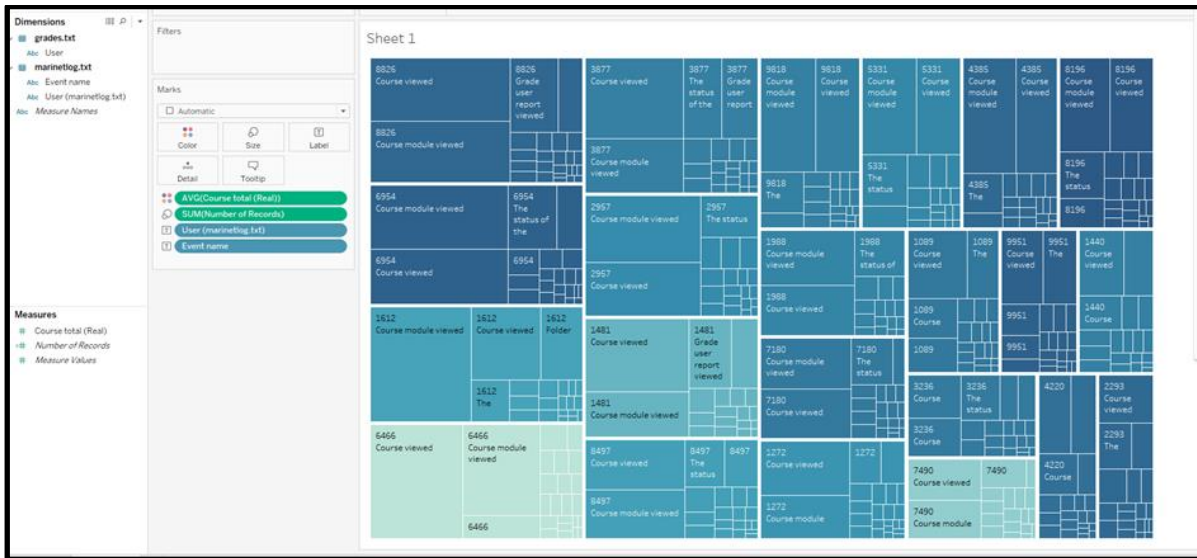 Dimensions
grades.txt
Abc User
marinetlog.txt
Abc Event name
Abc User (marinetlog.txt)
Abc Measure Names
Measures
# Course total (Real)
=# Number of Records
# Measure Values
Filters
Marks
Automatic
Color
Size
Label
Detail
Tooltip
AVG(Course total (Real))
SUM(Number of Records)
User (marinetlog.txt)
Event name
Sheet 1
8826
Course viewed
8826
Grade
user
report
viewed
8826
Course module viewed
6954
Course module viewed
6954
The
status of
the
6954
Course viewed
6954
1612
Course module viewed
1612
Course viewed
1612
Folder
1612
The
6466
Course viewed
6466
Course module
viewed
6466
3877
Course viewed
3877
The
status
of the
3877
Grade
user
report
3877
Course module
viewed
2957
Course module viewed
2957
The status
2957
Course viewed
1481
Course viewed
1481
Grade
user
report
viewed
1481
Course module viewed
8497
Course viewed
8497
The
status
8497
8497
Course module viewed
9818
Course
module
viewed
9818
Course
viewed
9818
The
5331
Course
module
viewed
5331
Course
viewed
5331
The
status
4385
Course
module
viewed
4385
Course
viewed
4385
The
8196
Course
module
viewed
8196
Course
viewed
8196
The
status
8196
1988
Course module
viewed
1988
The
status of
1988
Course viewed
7180
Course module
viewed
7180
The
status
7180
Course viewed
1272
Course viewed
1272
1272
Course module
1089
Course
viewed
1089
The
1089
Course
1089
9951
Course
viewed
9951
The
9951
9951
1440
Course
viewed
1440
Course
3236
Course
3236
The
status
3236
Course
7490
Course viewed
7490
7490
Course module
4220
4220
Course
2293
Course
viewed
2293
The